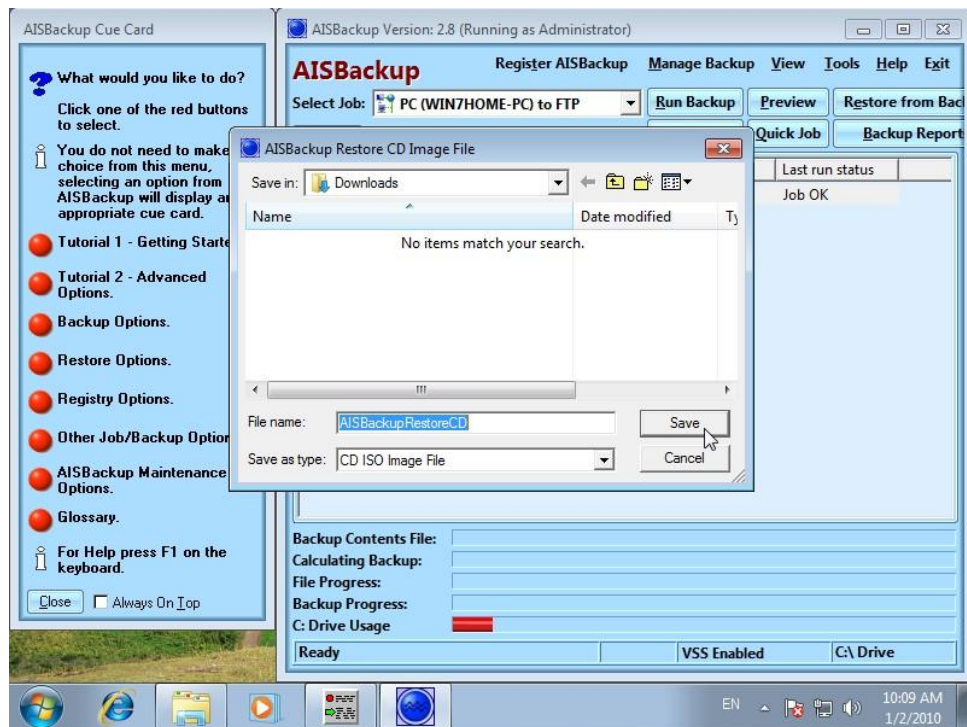 AISBackup Cue Card
What would you like to do?
Click one of the red buttons
to select.
You do not need to make
choice from this menu,
selecting an option from
AISBackup will display
appropriate cue card.
Tutorial 1 - Getting
Tutorial 2 - Advanced
Options.
Backup Options.
Restore Options.
Registry Options.
Other Job/Backup
AISBackup Maintenance
Options.
Glossary.
For Help press F1 on the
keyboard.
Close
Always On Top
AISBackup Version: 2.8 (Running as Administrator)
AISBackup
Register AISBackup Manage Backup View Tools Help Exit
Select Job: PC (WIN7HOME-PC) to FTP Run Backup Preview Restore from
Quick Job Backup Report
Last run status
Job OK
AISBackup Restore CD Image File
Save in: Downloads
Name Date modified
No items match your search.
File name: AISBackupRestoreCD Save
Save as type: CD ISO Image File Cancel
Backup Contents File:
Calculating Backup:
File Progress:
Backup Progress:
C: Drive Usage
Ready VSS Enabled C:\ Drive
EN 10:09 AM
1/2/2010